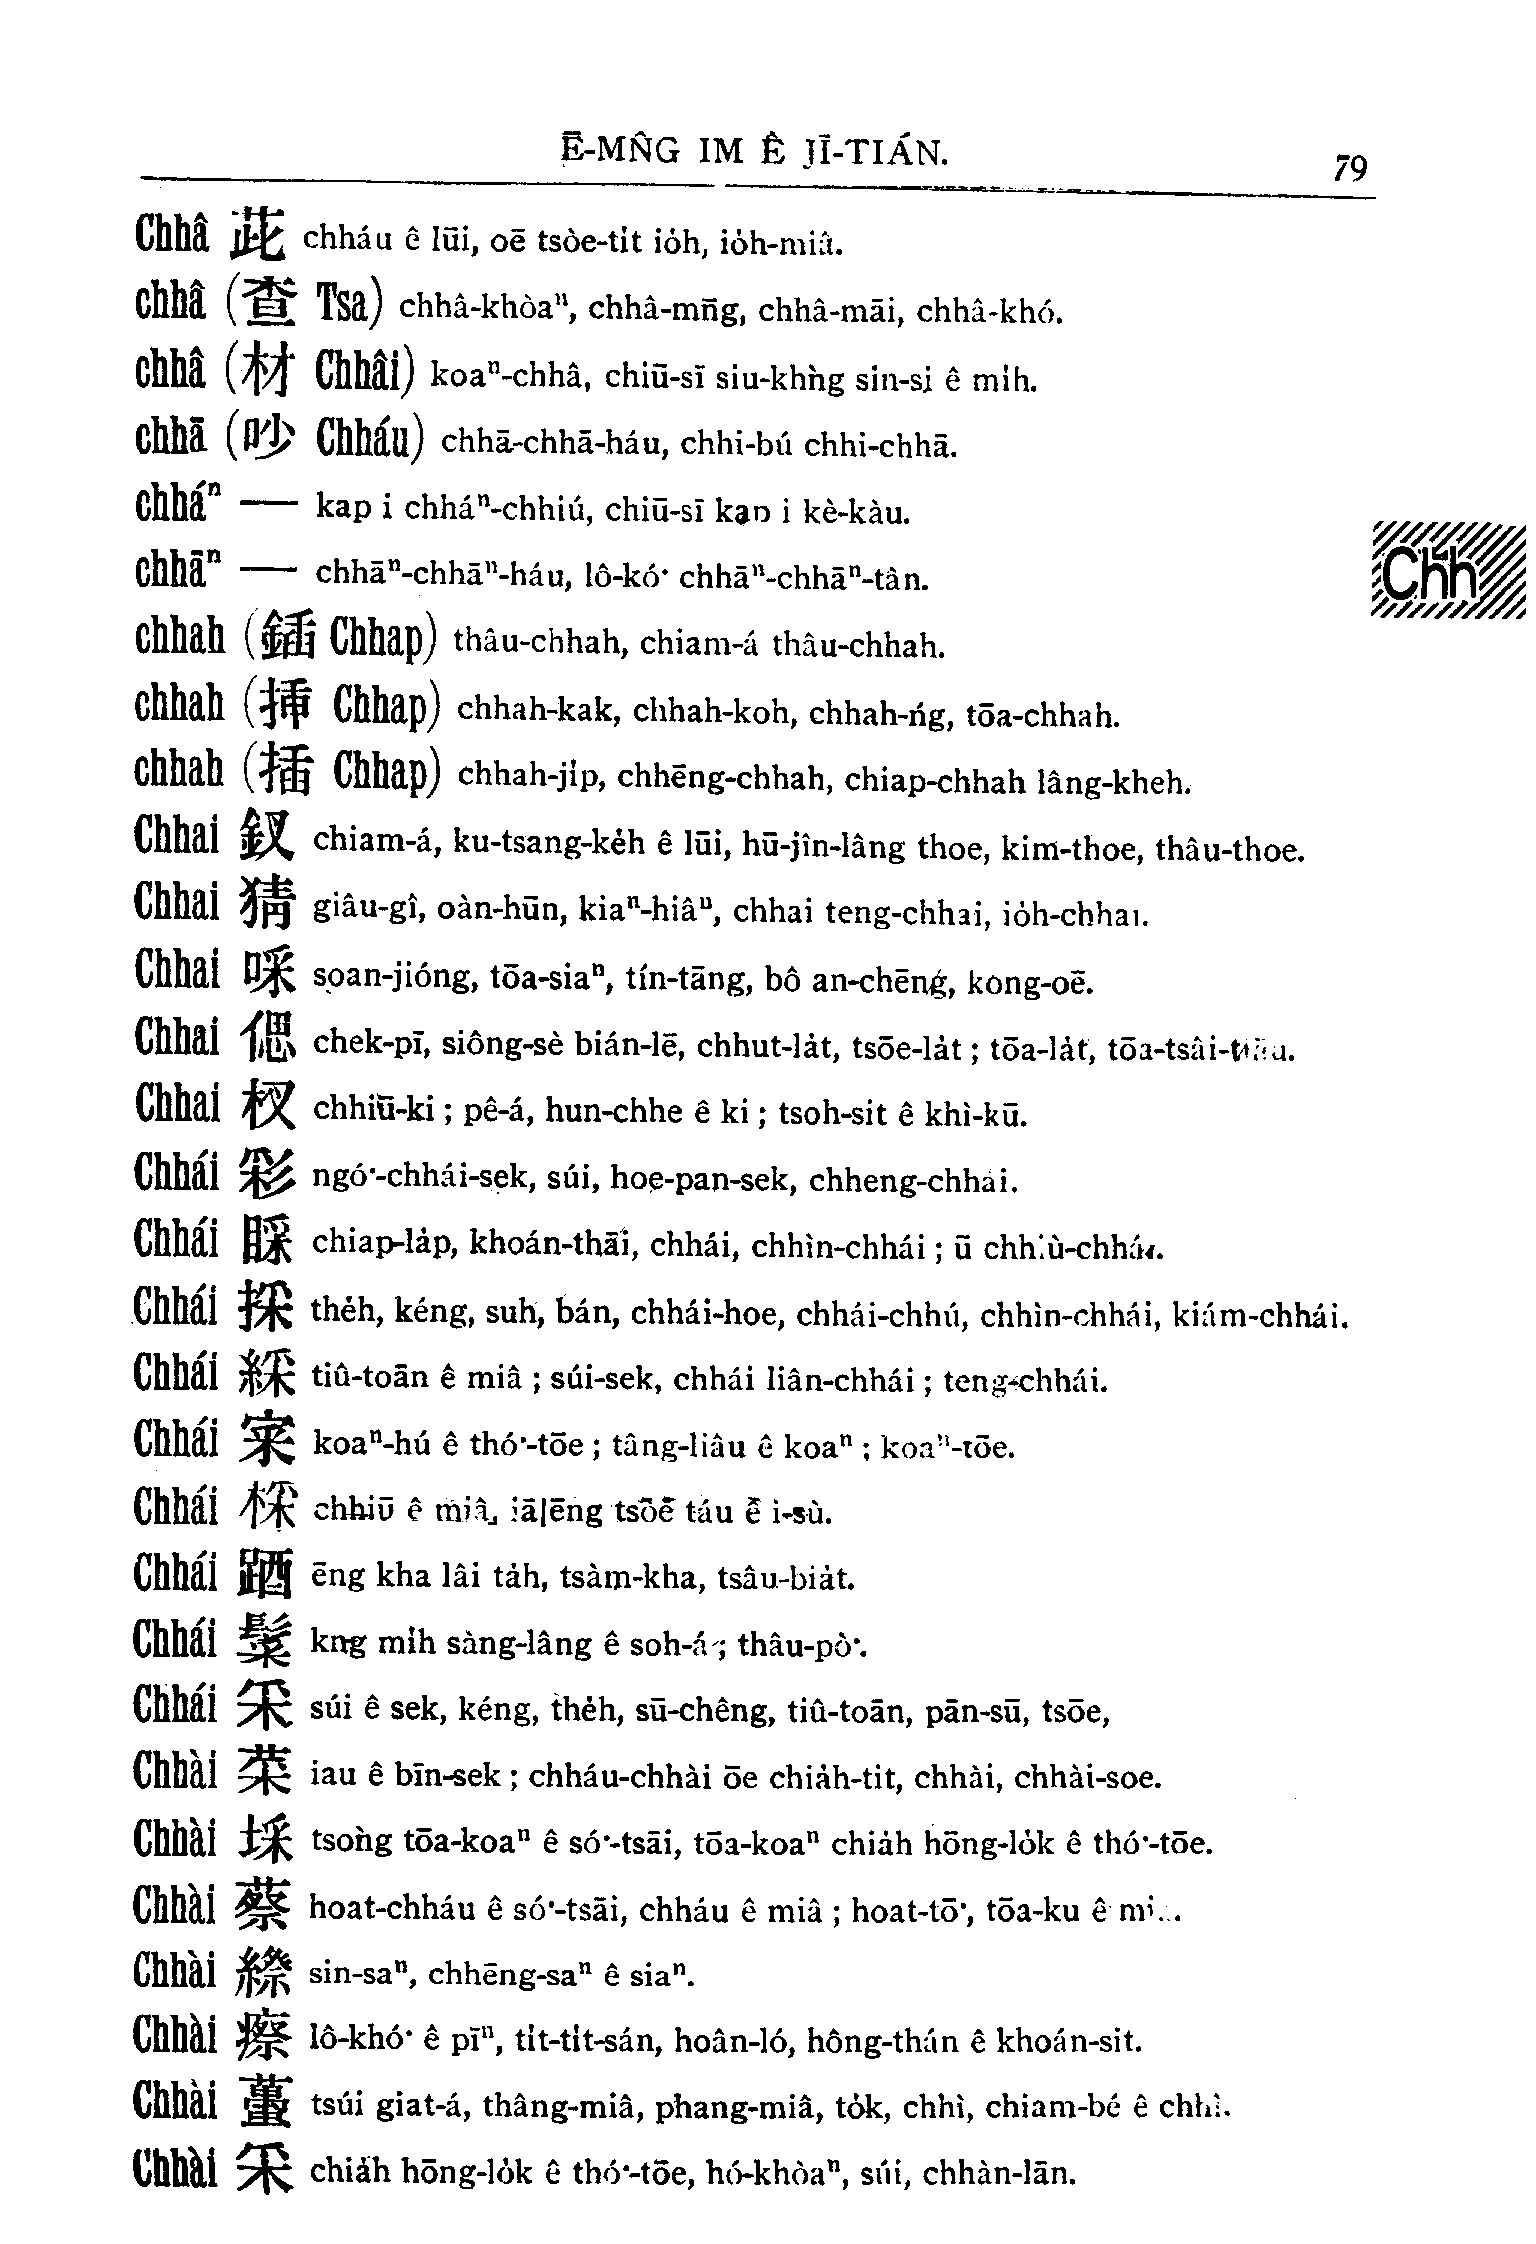 Ē-MN̂G IM Ê JĪ-TIÁN.
79
Chhâ 茈 chháu ê lūi, oē tsòe-ti̍t io̍h, io̍h-miâ.
chhâ (查 Tsa) chhâ-khòaⁿ, chhâ-mn̄g, chhâ-māi, chhâ-khó.
chhâ (材 Chhâi) koaⁿ-chhâ, chiū-sī siu-khǹg sin-si ê mi̍h.
chhā (吵 Chháu) chhā-chhā-háu, chhi-bú chhi-chhā.
chháⁿ — kap i chháⁿ-chhiú, chiū-sī kap i kè-kàu.
chhāⁿ — chhāⁿ-chhāⁿ-háu, lô-kó͘ chhāⁿ-chhāⁿ-tân.
Chh
chhah (鍤 Chhap) thâu-chhah, chiam-á thâu-chhah.
chhah (揷 Chhap) chhah-kak, chhah-koh, chhah-ńg, tōa-chhah.
chhah (插 Chhap) chhah-ji̍p, chhēng-chhah, chiap-chhah lâng-kheh.
Chhai 釵 chiam-á, ku-tsang-ke̍h ê lūi, hū-jîn-lâng thoe, kim-thoe, thâu-thoe.
Chhai 猜 giâu-gî, oàn-hūn, kiaⁿ-hiâⁿ, chhai teng-chhai, io̍h-chhai.
Chhai 啋 soan-jióng, tōa-siaⁿ, tín-tāng, bô an-chēng, kong-oē.
Chhai 偲 chek-pī, siông-sè bián-lē, chhut-la̍t, tsōe-la̍t ; tōa-la̍t, tōa-tsâi-
Chhai 杈 chhiū-ki ; pê-á, hun-chhe ê ki ; tsoh-sit ê khì-kū.
Chhái 彩 ngó͘-chhái-sek, súi, hoe-pan-sek, chheng-chhái.
Chhái 睬 chiap-la̍p, khoán-thāi, chhái, chhìn-chhái ; ū chhiù-chhái.
Chhái 採 the̍h, kéng, suh, bán, chhái-hoe, chhái-chhú, chhìn-chhái, kiám-chhái.
Chhái 綵 tiû-toān ê miâ ; súi-sek, chhái liân-chhái ; teng-chhái.
Chhái 寀 koaⁿ-hú ê thó͘-tōe ; tâng-liâu ê koaⁿ ; koaⁿ-tōe.
Chhái 棌 chhiū ê miâ, iā ēng tsōe táu ê i-sù.
Chhái 跴 ēng kha lâi ta̍h, tsàm-kha, tsâu-bia̍t.
Chhái 髤 kng mi̍h sàng-lâng ê soh-á ; thâu-pò͘.
Chhái 采 súi ê sek, kéng, the̍h, sū-chêng, tiû-toān, pān-sū, tsōe,
Chhài 菜 iau ê bīn-sek ; chháu-chhài ōe chia̍h-tit, chhài, chhài-soe.
Chhài 埰 tsòng tōa-koaⁿ ê só͘-tsāi, tōa-koaⁿ chia̍h hōng-lo̍k ê thó͘-tōe.
Chhài 蔡 hoat-chháu ê só͘-tsāi, chháu ê miâ ; hoat-tō͘, tōa-ku ê
Chhài 縩 sin-saⁿ, chhēng-saⁿ ê siaⁿ.
Chhài 瘵 lô-khó͘ ê pīⁿ, ti̍t-ti̍t-sán, hoân-ló, hông-thán ê khoán-sit.
Chhài 蠆 tsúi giat-á, thâng-miâ, phang-miâ, to̍k, chhì, chiam-bé ê chhì.
Chhài 采 chia̍h hōng-lo̍k ê thó͘-tōe, hó-khòaⁿ, súi, chhàn-lān.